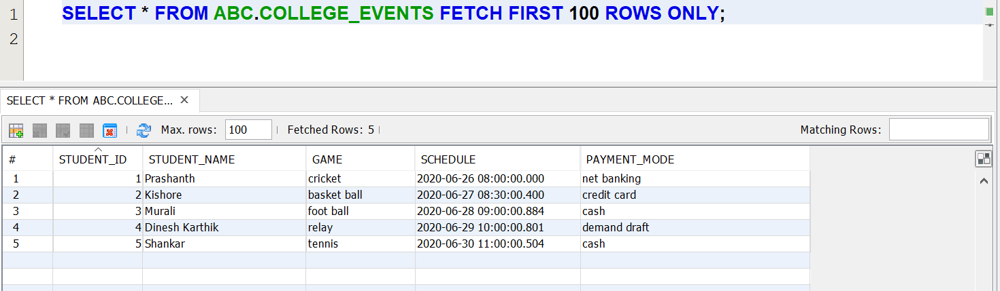 1 SELECT * FROM ABC.COLLEGE_EVENTS FETCH FIRST 100 ROWS ONLY;
2
SELECT * FROM ABC.COLLEGE...
Max. rows: 100 Fetched Rows: 5 Matching Rows:
# STUDENT_ID STUDENT_NAME GAME SCHEDULE PAYMENT_MODE
1 1 Prashanth cricket 2020-06-26 08:00:00.000 net banking
2 2 Kishore basket ball 2020-06-27 08:30:00.400 credit card
3 3 Murali foot ball 2020-06-28 09:00:00.884 cash
4 4 Dinesh Karthik relay 2020-06-29 10:00:00.801 demand draft
5 5 Shankar tennis 2020-06-30 11:00:00.504 cash